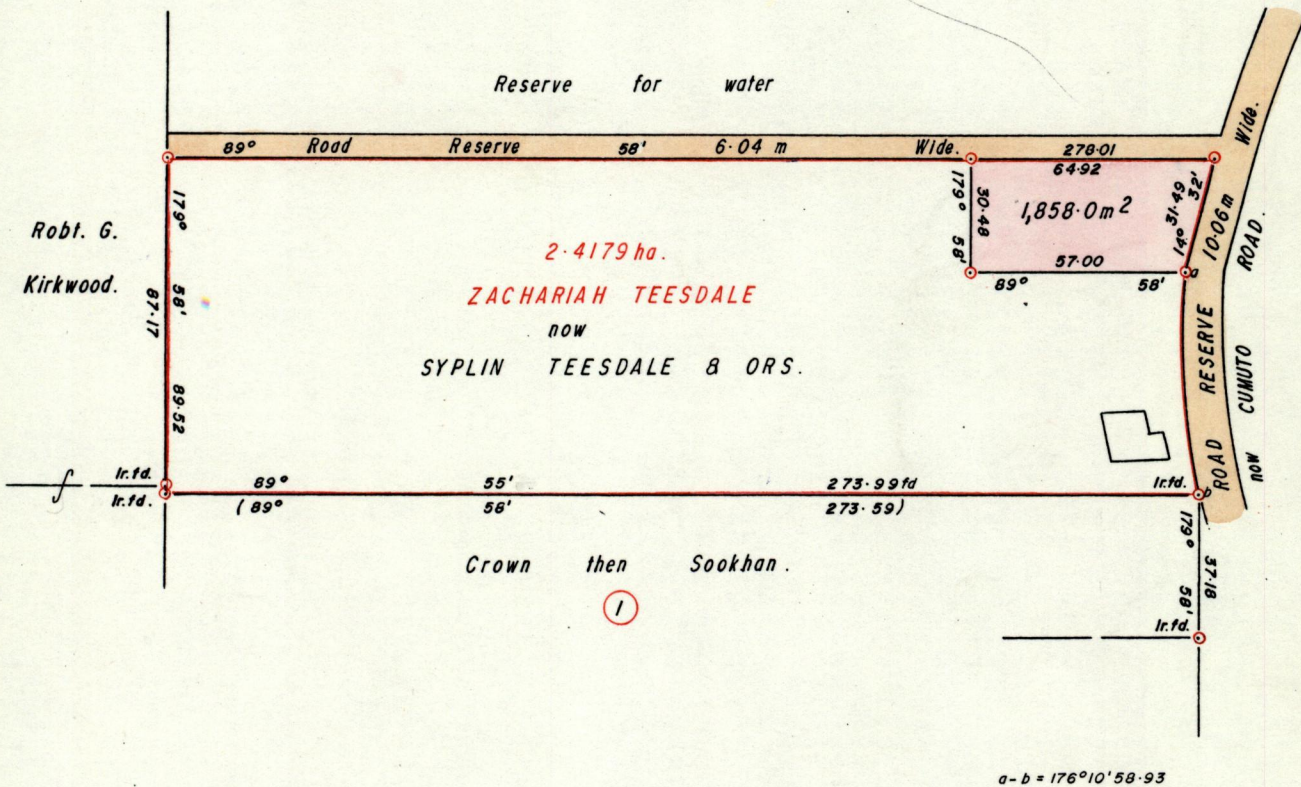 Reserve for water
89° Road Reserve 58' 6·04 m Wide.
278·01
64·92
1,858·0m²
179° 58'
30·48
14° 32'
31·49
57·00
89° 58'
a
10·06m Wide.
ROAD RESERVE
now CUMUTO ROAD.
Robt. G.
Kirkwood.
179° 58'
87·17
89·52
2·4179 ha.
ZACHARIAH TEESDALE
now
SYPLIN TEESDALE & ORS.
Ir.fd.
Ir.fd.
89° 55' 273·99fd
(89° 58' 273·59)
Ir.fd.
b
179° 58'
37·18
Ir.fd.
Crown then Sookhan.
1
a-b = 176°10'58·93